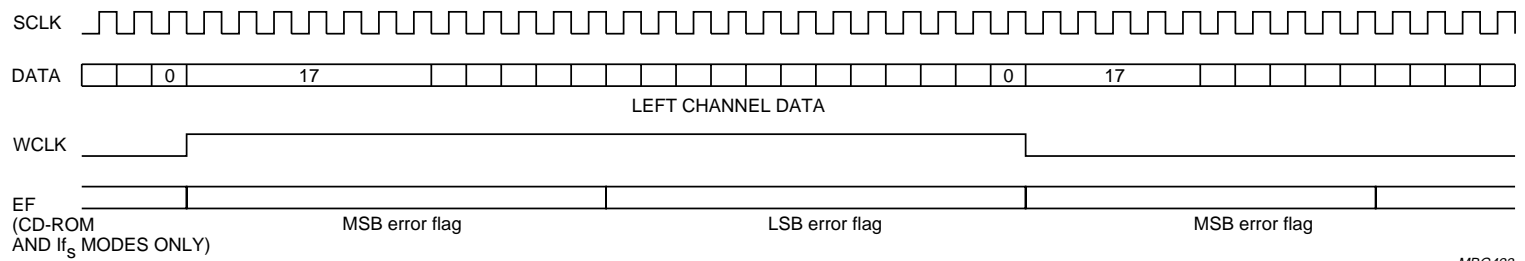 SCLK
DATA 0 17 0 17
LEFT CHANNEL DATA
WCLK
EF
(CD-ROM
AND Ifs MODES ONLY)
MSB error flag LSB error flag MSB error flag